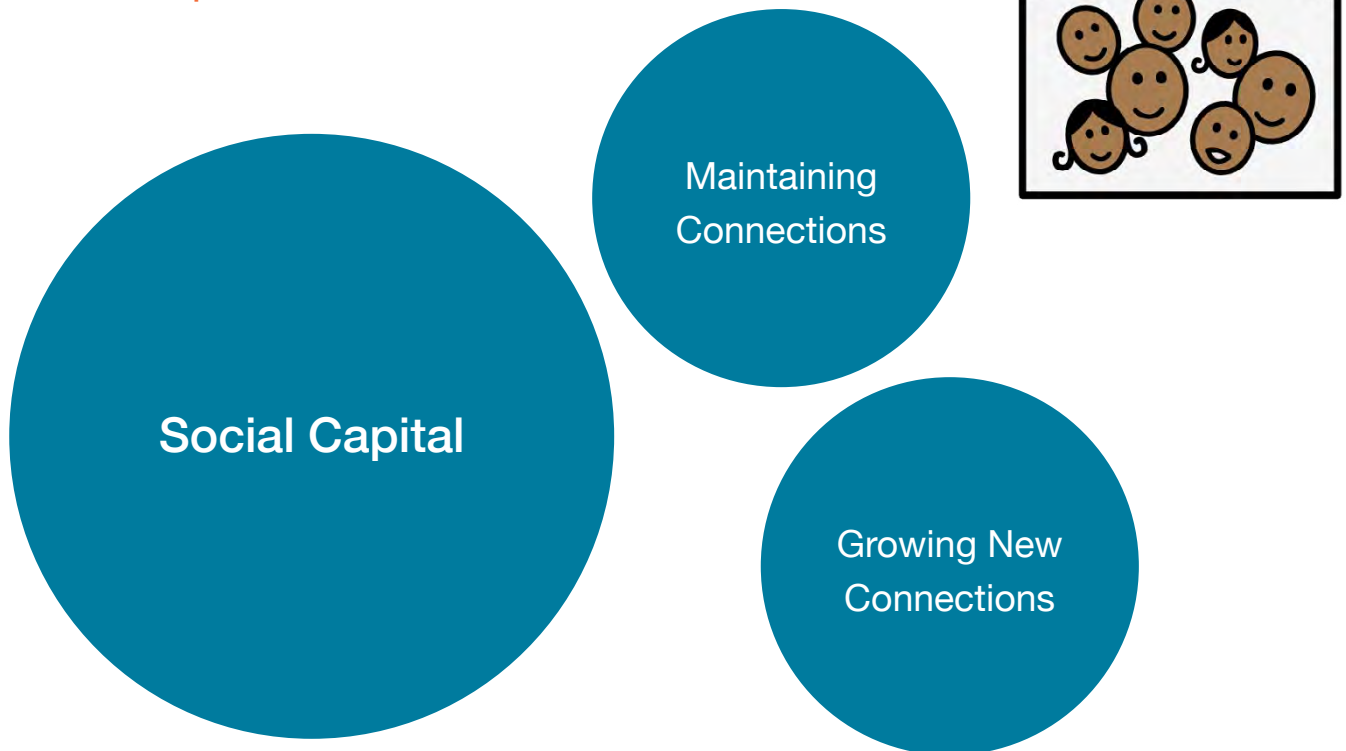 Social Capital
Maintaining
Connections
Growing New
Connections